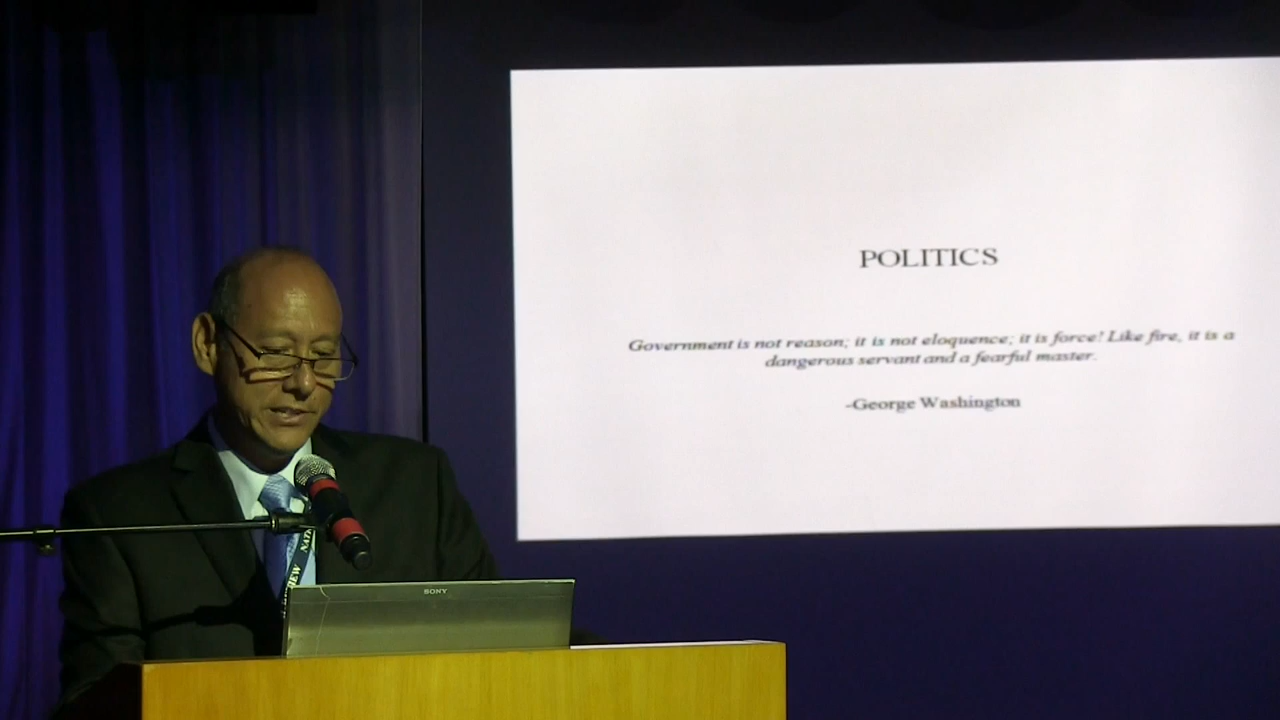 POLITICS
Government is not reason; it is not eloquence; it is force! Like fire, it is a
dangerous servant and a fearful master.
-George Washington
SONY